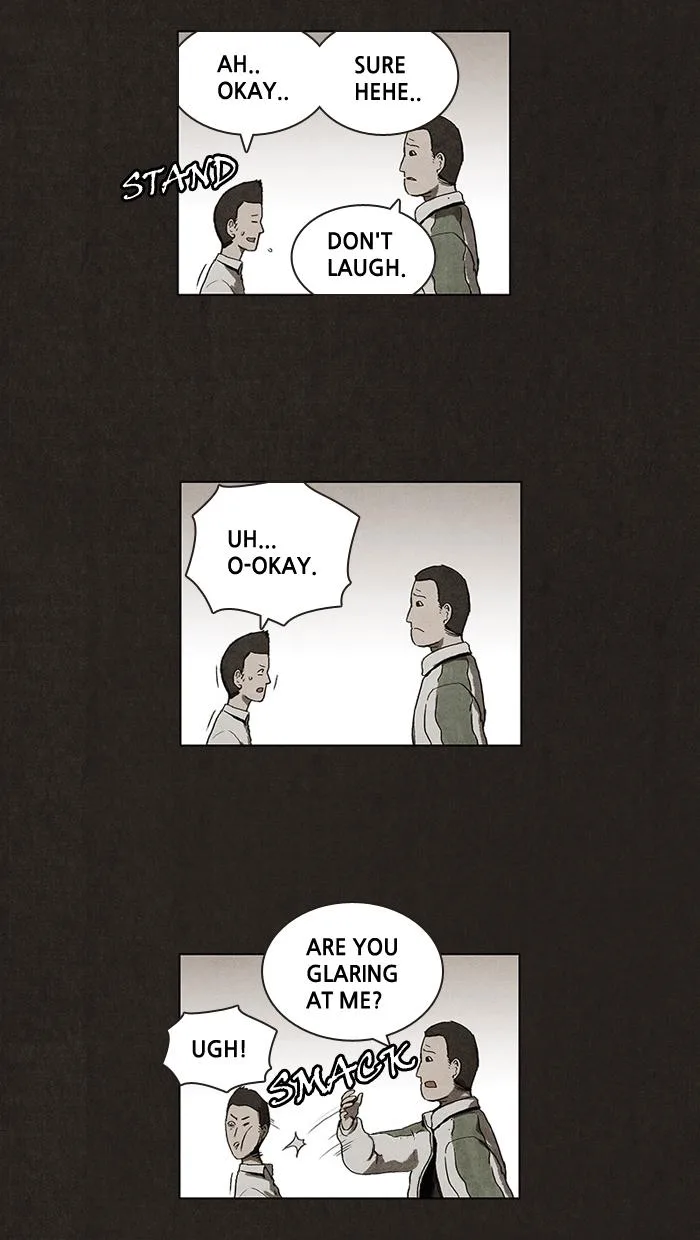 AH..
OKAY..
SURE
HEHE..
STAND
DON'T
LAUGH.
UH...
O-OKAY.
ARE YOU
GLARING
AT ME?
UGH!
SMACK